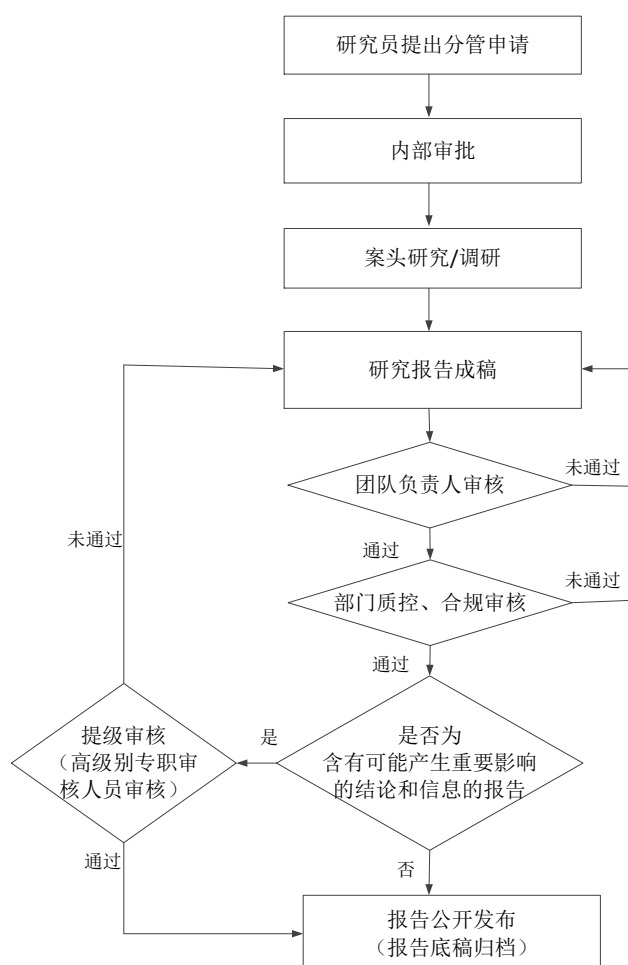 研究员提出分管申请
内部审批
案头研究/调研
研究报告成稿
团队负责人审核
未通过
未通过
通过
部门质控、合规审核
未通过
通过
提级审核
（高级别专职审
核人员审核）
是
是否为
含有可能产生重要影响
的结论和信息的报告
通过
否
报告公开发布
（报告底稿归档）